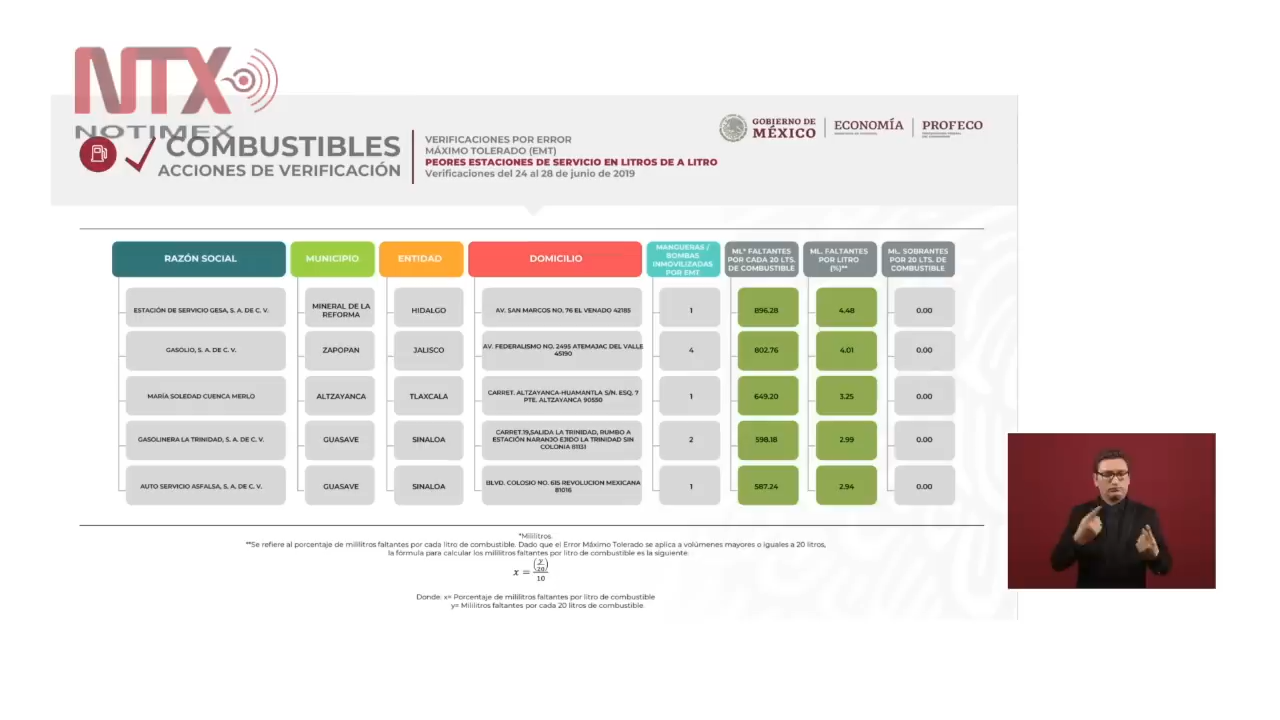 NTX
NOTIMEX
COMBUSTIBLES
ACCIONES DE VERIFICACIÓN
VERIFICACIONES POR ERROR
MÁXIMO TOLERADO (EMT)
PEORES ESTACIONES DE SERVICIO EN LITROS DE A LITRO
Verificaciones del 24 al 28 de junio de 2019
GOBIERNO DE
MÉXICO
ECONOMÍA
PROFECO
RAZÓN SOCIAL
MUNICIPIO
ENTIDAD
DOMICILIO
MANGUERAS /
BOMBAS
INMOVILIZADAS
POR EMT
ML* FALTANTES
POR CADA 20 LTS.
DE COMBUSTIBLE
ML. FALTANTES
POR LITRO
(%)**
ML. SOBRANTES
POR 20 LTS. DE
COMBUSTIBLE
ESTACIÓN DE SERVICIO GESA, S. A. DE C. V.
MINERAL DE LA
REFORMA
HIDALGO
AV. SAN MARCOS NO. 76 EL VENADO 42185
1
896.28
4.48
0.00
GASOLIO, S. A. DE C. V.
ZAPOPAN
JALISCO
AV. FEDERALISMO NO. 2495 ATEMAJAC DEL VALLE
45190
4
802.76
4.01
0.00
MARÍA SOLEDAD CUENCA MERLO
ALTZAYANCA
TLAXCALA
CARRET. ALTZAYANCA-HUAMANTLA S/N. ESQ. 7
PTE. ALTZAYANCA 90550
1
649.20
3.25
0.00
GASOLINERA LA TRINIDAD, S. A. DE C. V.
GUASAVE
SINALOA
CARRET.19,SALIDA LA TRINIDAD, RUMBO A
ESTACIÓN NARANJO EJIDO LA TRINIDAD SIN
COLONIA 81133
2
598.18
2.99
0.00
AUTO SERVICIO ASFALSA, S. A. DE C. V.
GUASAVE
SINALOA
BLVD. COLOSIO NO. 615 REVOLUCION MEXICANA
81016
1
587.24
2.94
0.00
*Mililitros.
**Se refiere al porcentaje de mililitros faltantes por cada litro de combustible. Dado que el Error Máximo Tolerado se aplica a volúmenes mayores o iguales a 20 litros,
la fórmula para calcular los mililitros faltantes por litro de combustible es la siguiente:
x = (y/20)/10
Donde: x= Porcentaje de mililitros faltantes por litro de combustible
y= Mililitros faltantes por cada 20 litros de combustible